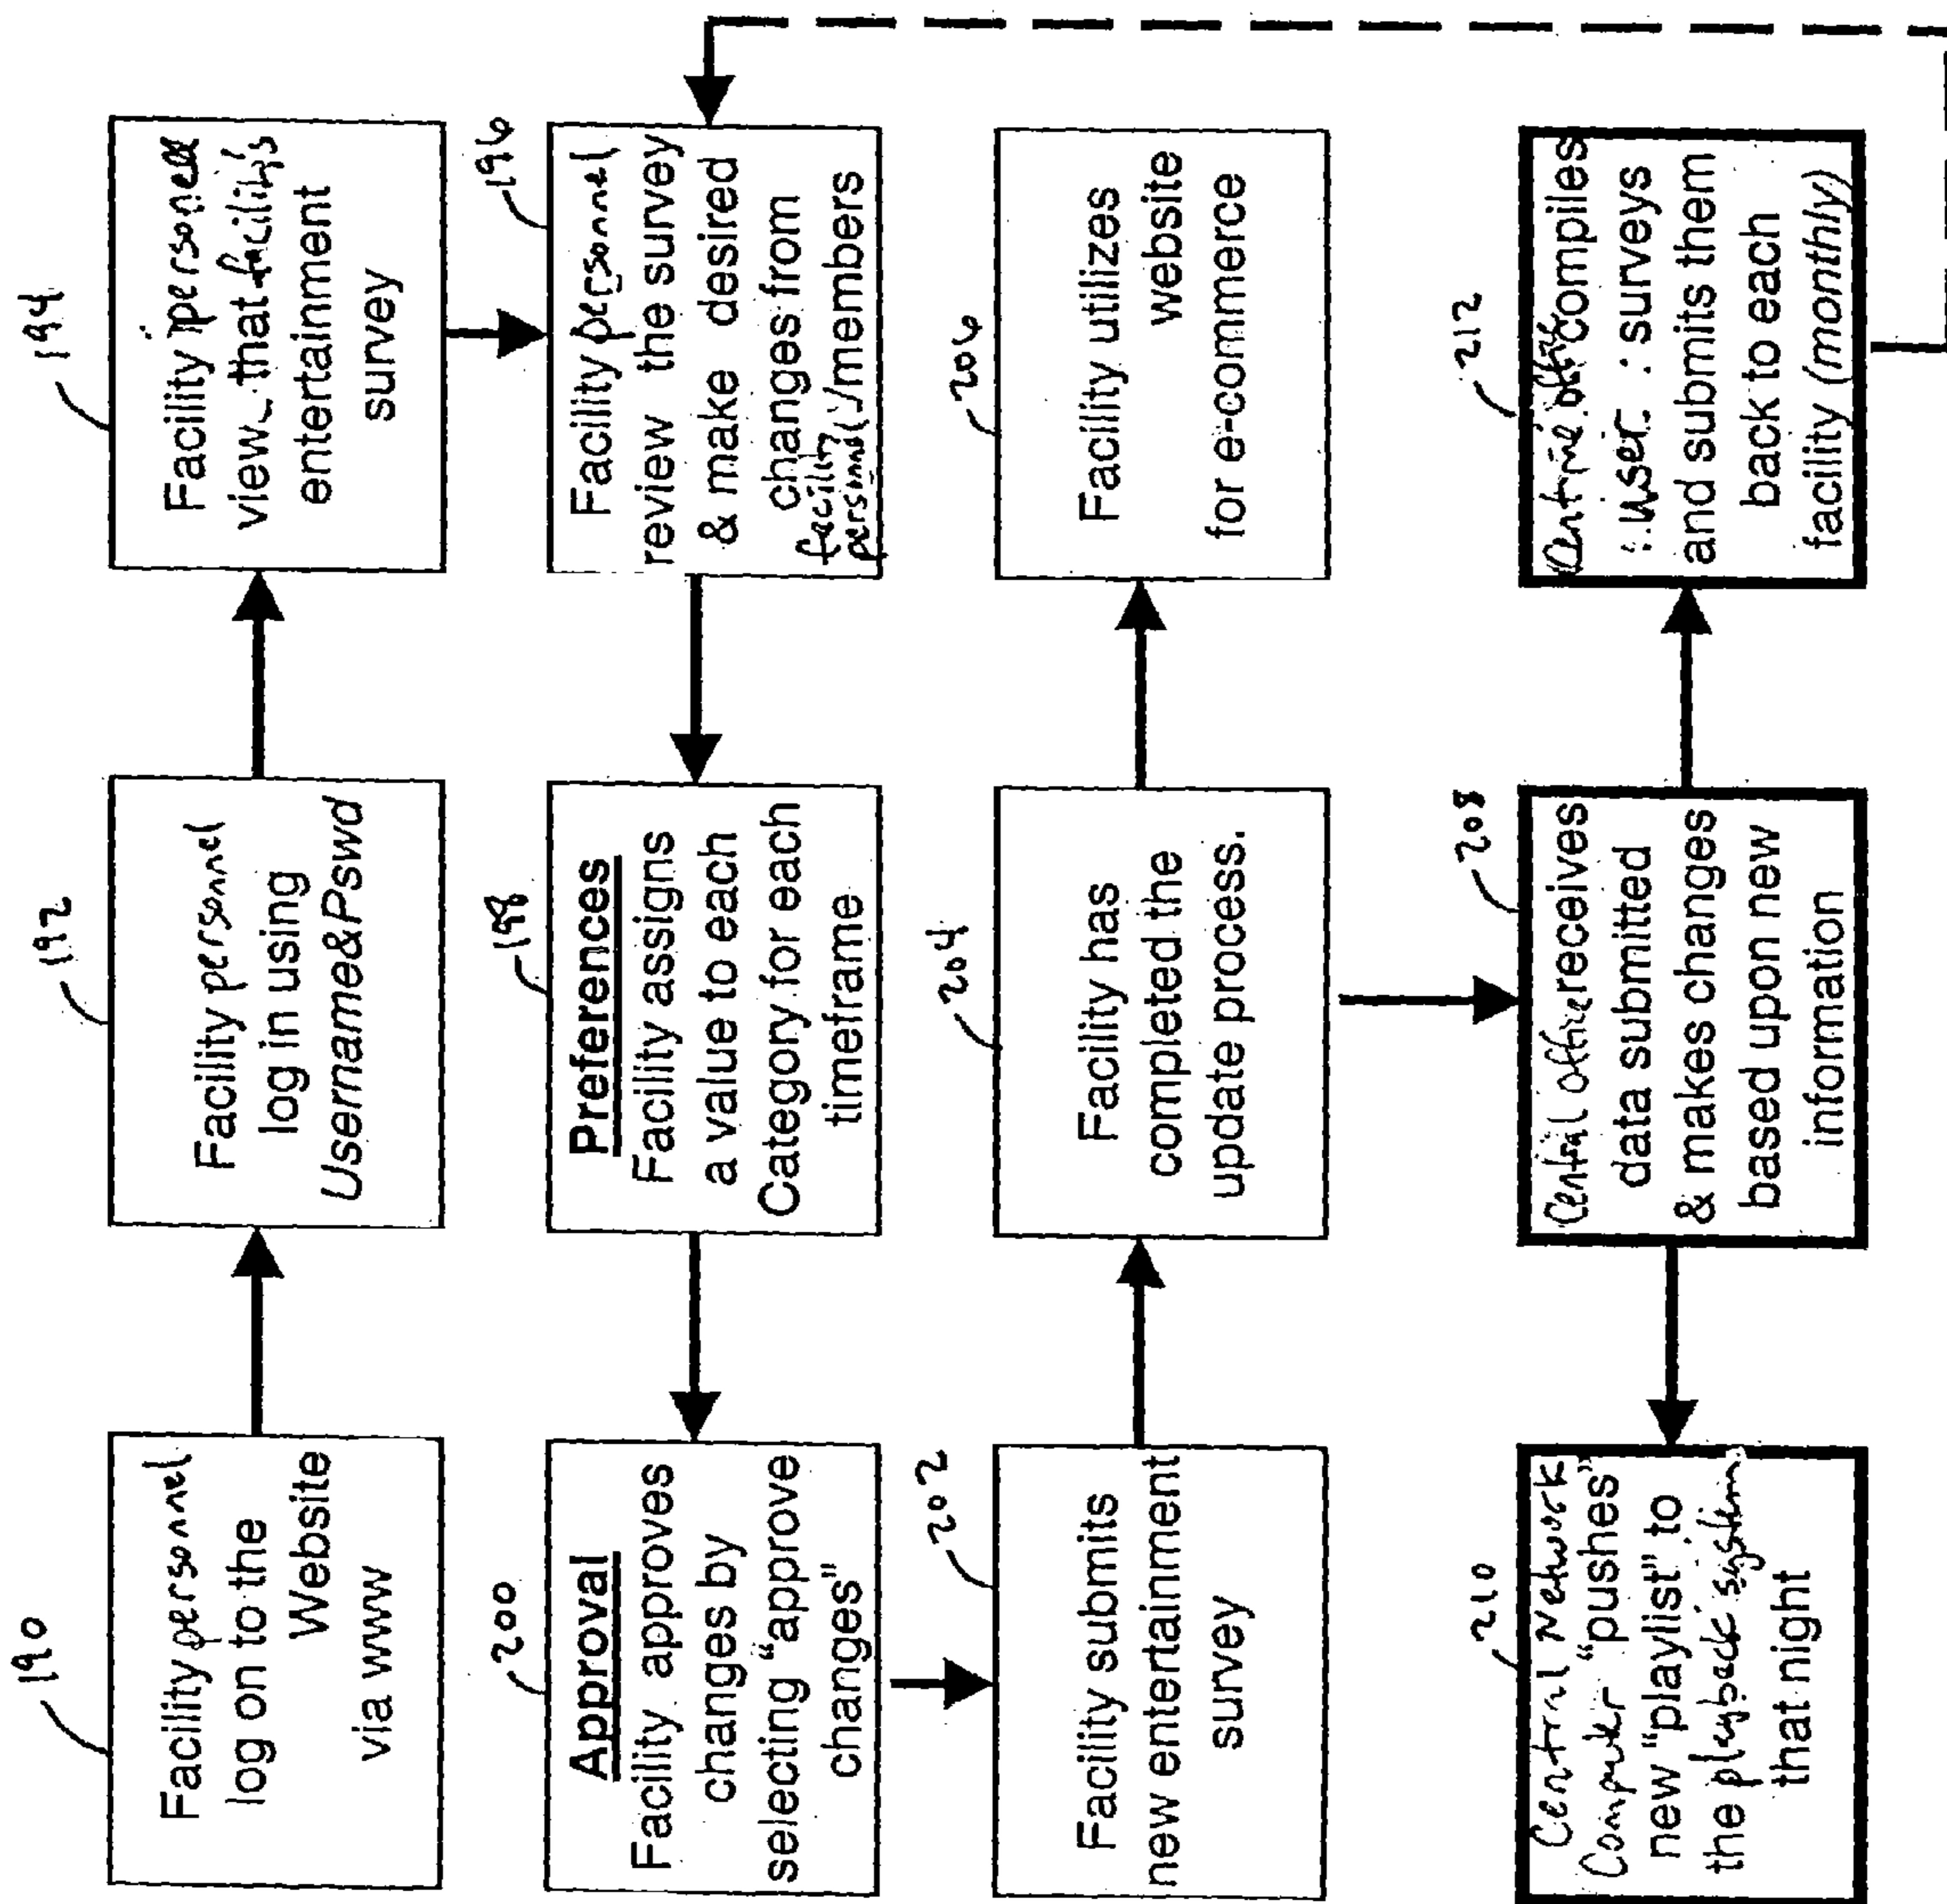 190
Facility personnel
log on to the
Website
via www
192
Facility personnel
log in using
Username&Pswd
194
Facility personnel
view that facility's
entertainment
survey
196
Facility personnel
review the survey
& make desired
changes from
facility
personnel/members
198
Preferences
Facility assigns
a value to each
Category for each
timeframe
200
Approval
Facility approves
changes by
selecting “approve
changes”
202
Facility submits
new entertainment
survey
204
Facility has
completed the
update process.
206
Facility utilizes
website
for e-commerce
208
Central office receives
data submitted
& makes changes
based upon new
information
210
Central Network
Computer “pushes”
new “playlist” to
the playback system
that night
212
office compiles
user surveys
and submits them
back to each
facility (monthly)